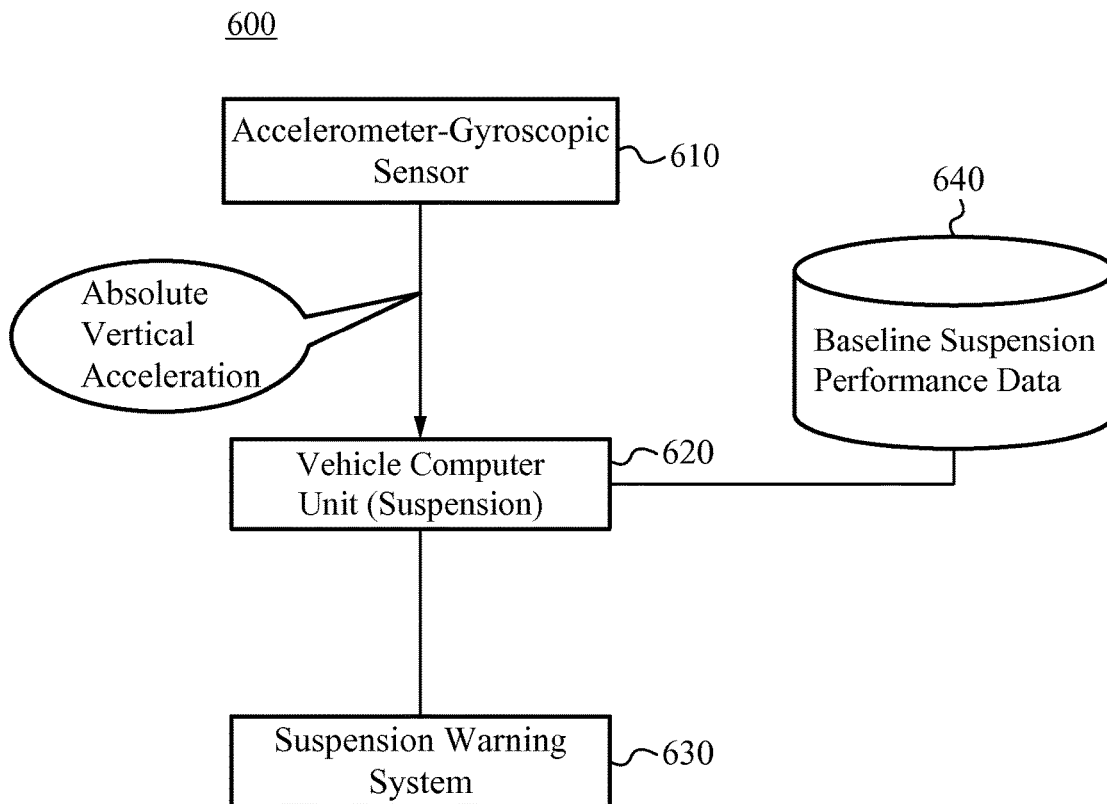 600
Accelerometer-Gyroscopic
Sensor
610
640
Absolute
Vertical
Acceleration
Baseline Suspension
Performance Data
Vehicle Computer
Unit (Suspension)
620
Suspension Warning
System
630